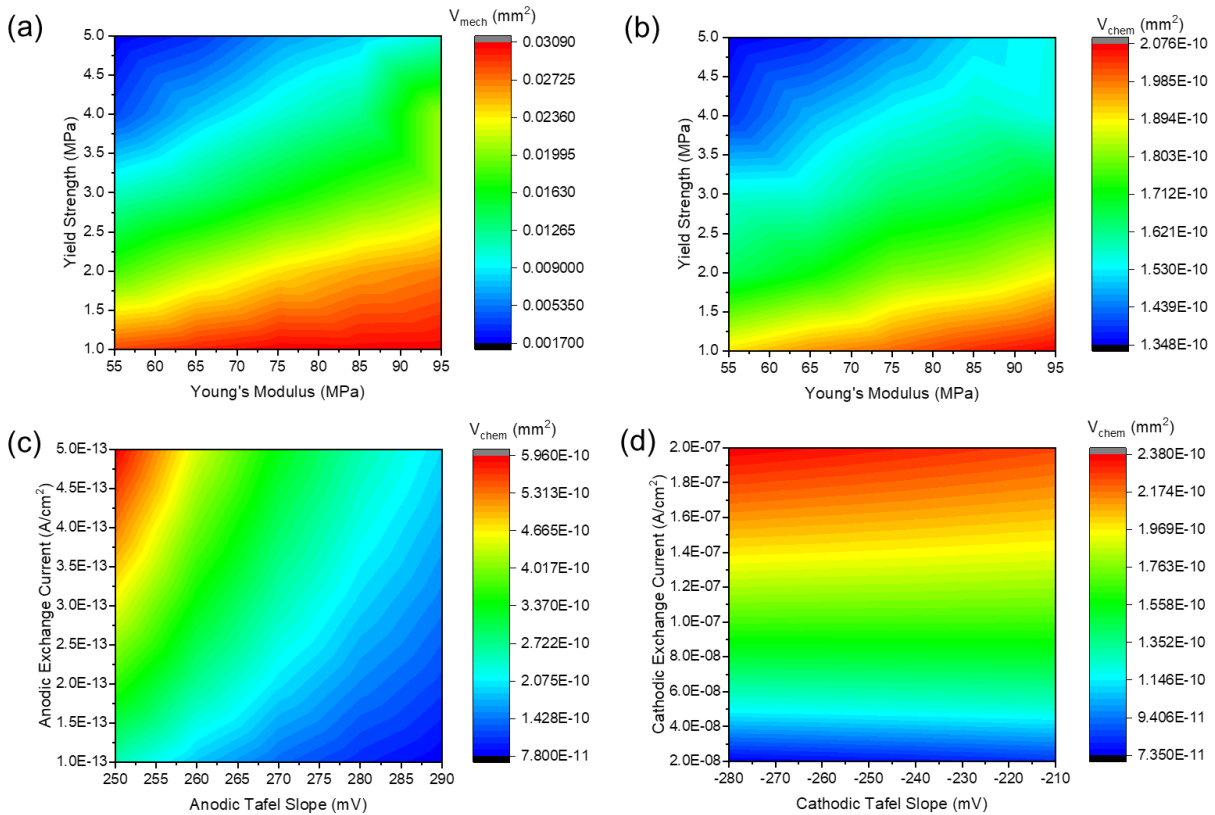 (a)
V_mech (mm²)
5.0
4.5
4.0
3.5
3.0
2.5
2.0
1.5
1.0
Yield Strength (MPa)
55 60 65 70 75 80 85 90 95
Young's Modulus (MPa)
0.03090
0.02725
0.02360
0.01995
0.01630
0.01265
0.009000
0.005350
0.001700
(b)
V_chem (mm²)
5.0
4.5
4.0
3.5
3.0
2.5
2.0
1.5
1.0
Yield Strength (MPa)
55 60 65 70 75 80 85 90 95
Young's Modulus (MPa)
2.076E-10
1.985E-10
1.894E-10
1.803E-10
1.712E-10
1.621E-10
1.530E-10
1.439E-10
1.348E-10
(c)
V_chem (mm²)
5.0E-13
4.5E-13
4.0E-13
3.5E-13
3.0E-13
2.5E-13
2.0E-13
1.5E-13
1.0E-13
Anodic Exchange Current (A/cm²)
250 255 260 265 270 275 280 285 290
Anodic Tafel Slope (mV)
5.960E-10
5.313E-10
4.665E-10
4.017E-10
3.370E-10
2.722E-10
2.075E-10
1.428E-10
7.800E-11
(d)
V_chem (mm²)
2.0E-07
1.8E-07
1.6E-07
1.4E-07
1.2E-07
1.0E-07
8.0E-08
6.0E-08
4.0E-08
2.0E-08
Cathodic Exchange Current (A/cm²)
-280 -270 -260 -250 -240 -230 -220 -210
Cathodic Tafel Slope (mV)
2.380E-10
2.174E-10
1.969E-10
1.763E-10
1.558E-10
1.352E-10
1.146E-10
9.406E-11
7.350E-11